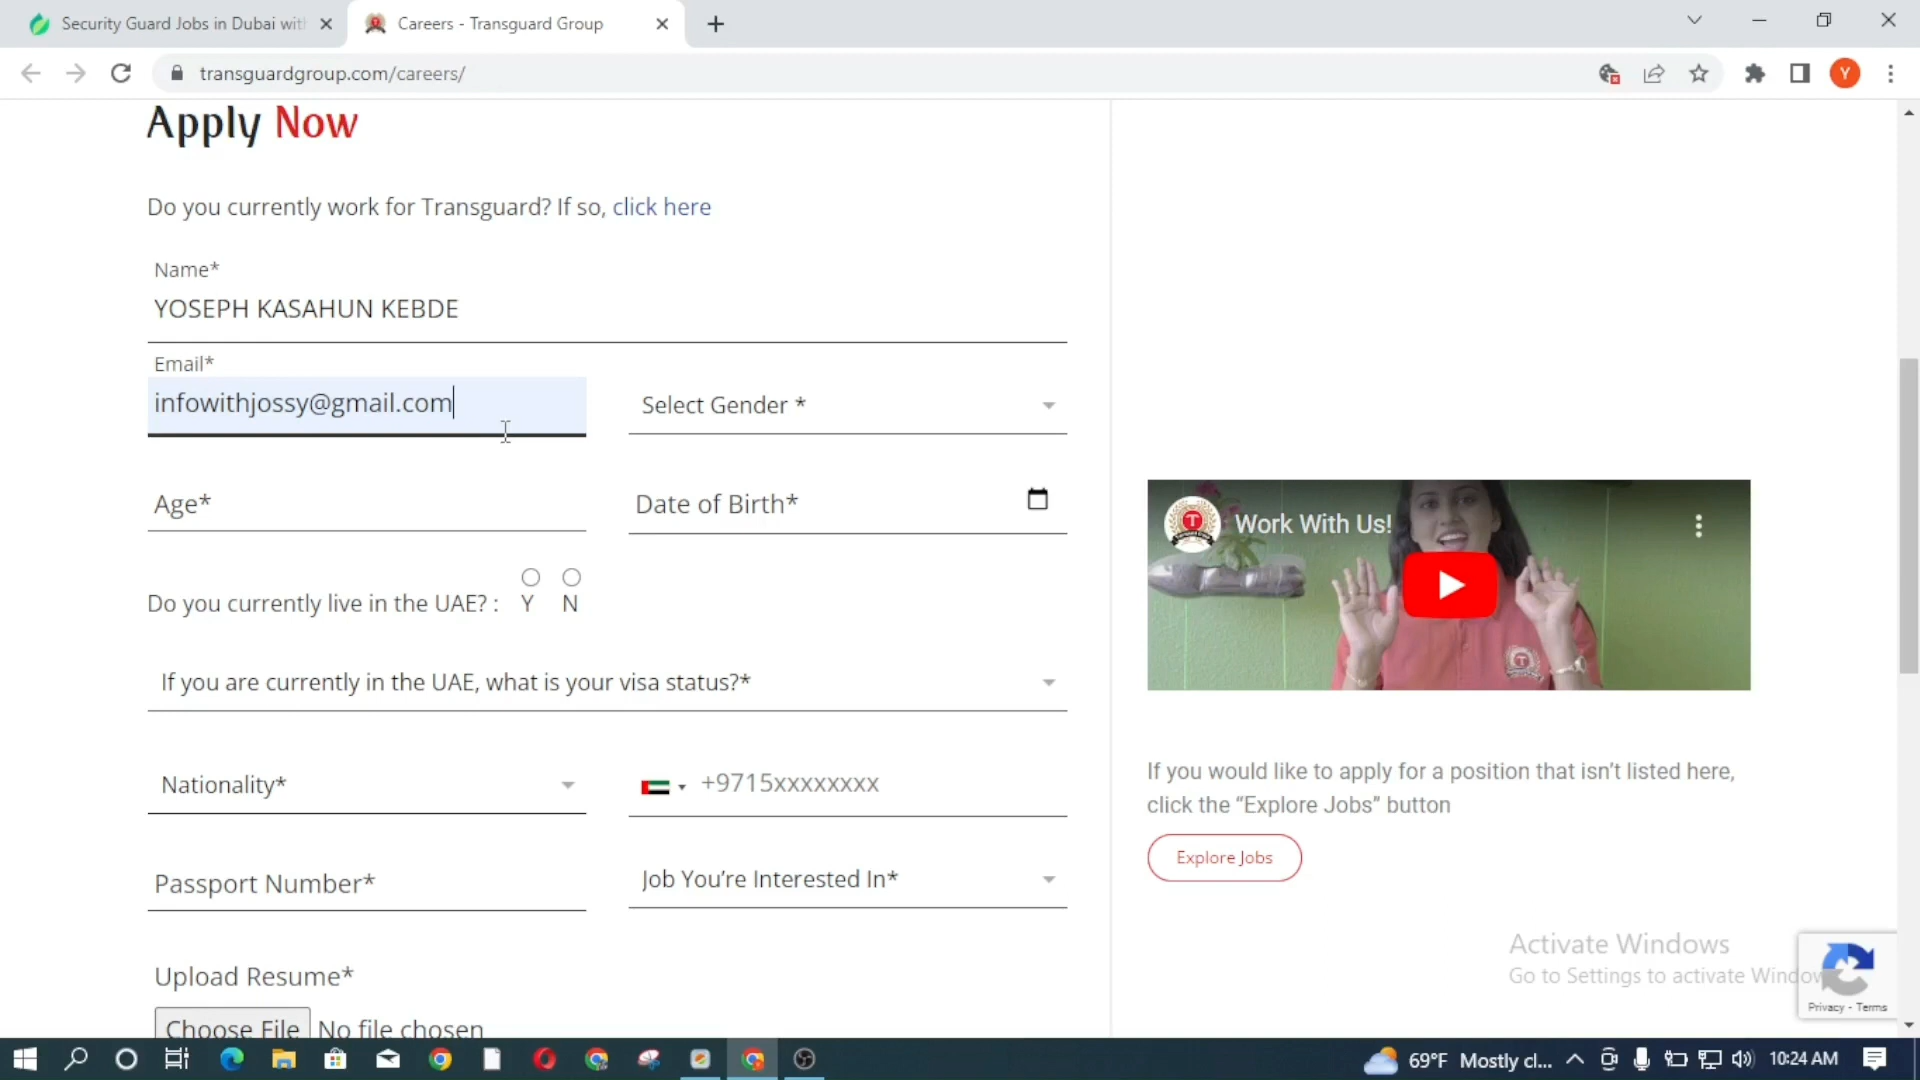 Security Guard Jobs in Dubai wit
Careers - Transguard Group
transguardgroup.com/careers/
Y
Apply Now
Do you currently work for Transguard? If so, click here
Name*
YOSEPH KASAHUN KEBDE
Email*
infowithjossy@gmail.com
Select Gender *
Age*
Date of Birth*
Do you currently live in the UAE? : Y N
If you are currently in the UAE, what is your visa status?*
Nationality*
+9715xxxxxxxx
Passport Number*
Job You’re Interested In*
Upload Resume*
Choose File No file chosen
T
Work With Us!
If you would like to apply for a position that isn’t listed here,
click the “Explore Jobs” button
Explore Jobs
Activate Windows
Go to Settings to activate Window
Privacy - Terms
69°F Mostly cl...
10:24 AM